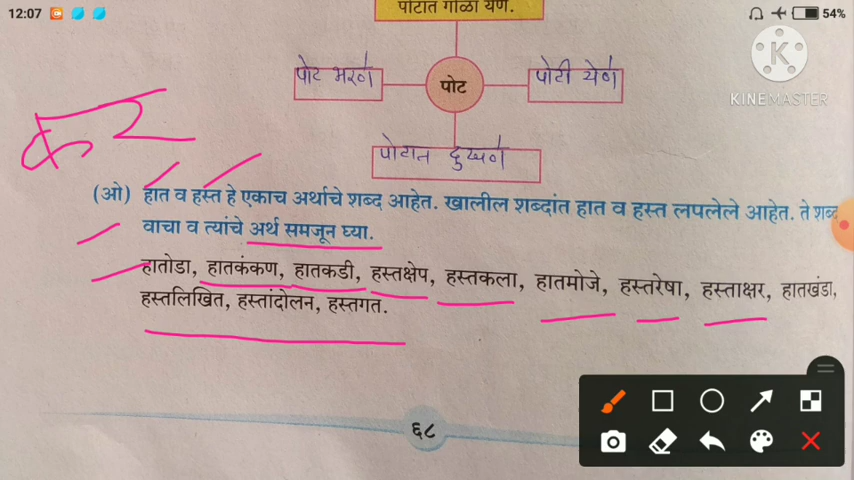 12:07
54%
पोटात गोळा येणे.
KINEMASTER
पोट भरणे
पोट
पोटी येणे
पोटात दुखणे
कर
(ओ) हात व हस्त हे एकाच अर्थाचे शब्द आहेत. खालील शब्दांत हात व हस्त लपलेले आहेत. ते शब्द
वाचा व त्यांचे अर्थ समजून घ्या.
हातोडा, हातकंकण, हातकडी, हस्तक्षेप, हस्तकला, हातमोजे, हस्तरेषा, हस्ताक्षर, हातखंडा,
हस्तलिखित, हस्तांदोलन, हस्तगत.
६८